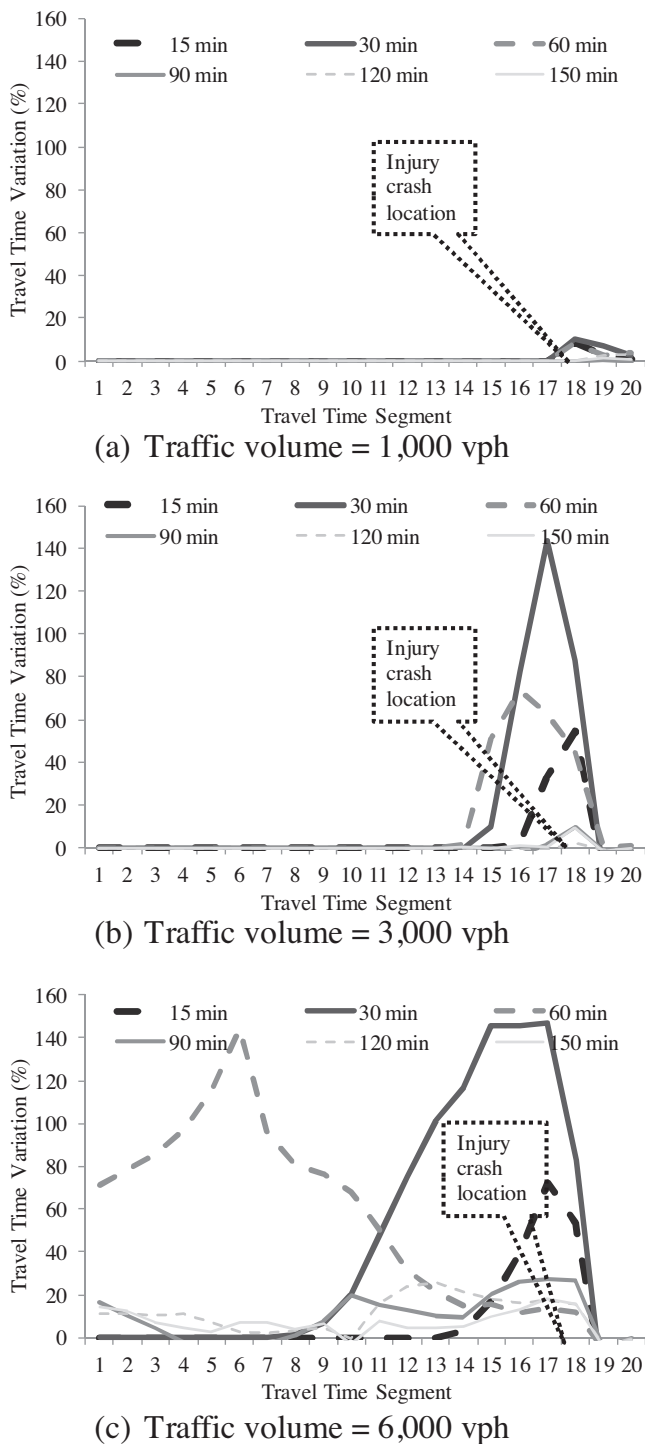 160
140
120
100
80
60
40
20
0
Travel Time Variation (%)
15 min 30 min 60 min
90 min 120 min 150 min
Injury
crash
location
1 2 3 4 5 6 7 8 9 10 11 12 13 14 15 16 17 18 19 20
Travel Time Segment
(a) Traffic volume = 1,000 vph
160
140
120
100
80
60
40
20
0
Travel Time Variation (%)
15 min 30 min 60 min
90 min 120 min 150 min
Injury
crash
location
1 2 3 4 5 6 7 8 9 10 11 12 13 14 15 16 17 18 19 20
Travel Time Segment
(b) Traffic volume = 3,000 vph
160
140
120
100
80
60
40
20
0
Travel Time Variation (%)
15 min 30 min 60 min
90 min 120 min 150 min
Injury
crash
location
1 2 3 4 5 6 7 8 9 10 11 12 13 14 15 16 17 18 19 20
Travel Time Segment
(c) Traffic volume = 6,000 vph